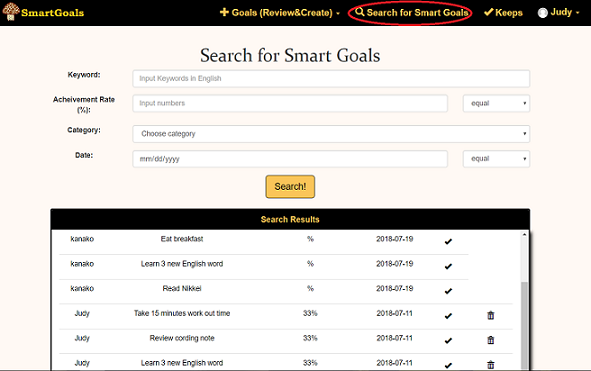 SmartGoals
Goals (Review&Create)
Search for Smart Goals
Keeps
Judy
Search for Smart Goals
Keyword:
Input Keywords in English
Acheivement Rate
(%):
Input numbers
equal
Category:
Choose category
Date:
mm/dd/yyyy
equal
Search!
Search Results
kanako Eat breakfast % 2018-07-19
kanako Learn 3 new English word % 2018-07-19
kanako Read Nikkei % 2018-07-19
Judy Take 15 minutes work out time 33% 2018-07-11
Judy Review cording note 33% 2018-07-11
Judy Learn 3 new English word 33% 2018-07-11